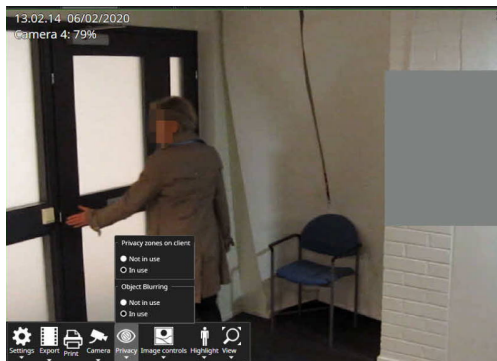 13.02.14 06/02/2020
Camera 4: 79%
Privacy zones on client
Not in use
In use
Object Blurring
Not in use
In use
Settings Export Print Camera Privacy Image controls Highlight View